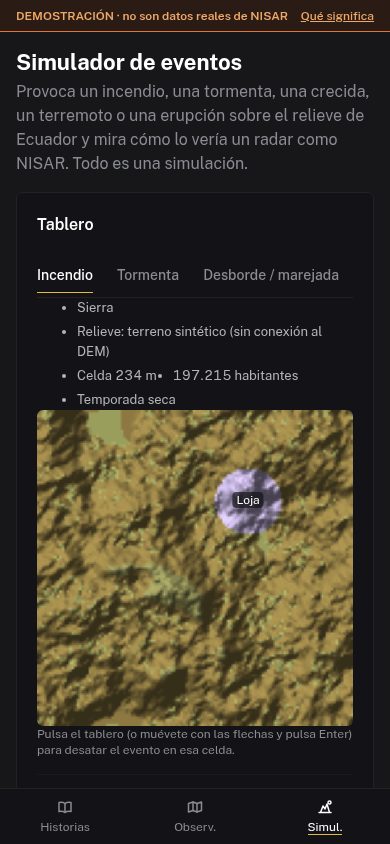 DEMOSTRACIÓN · no son datos reales de NISAR Qué significa
Simulador de eventos
Provoca un incendio, una tormenta, una crecida,
un terremoto o una erupción sobre el relieve de
Ecuador y mira cómo lo vería un radar como
NISAR. Todo es una simulación.
Tablero
Incendio Tormenta Desborde / marejada
• Sierra
• Relieve: terreno sintético (sin conexión al
DEM)
• Celda 234 m • 197.215 habitantes
• Temporada seca
Loja
Pulsa el tablero (o muévete con las flechas y pulsa Enter)
para desatar el evento en esa celda.
Historias Observ. Simul.